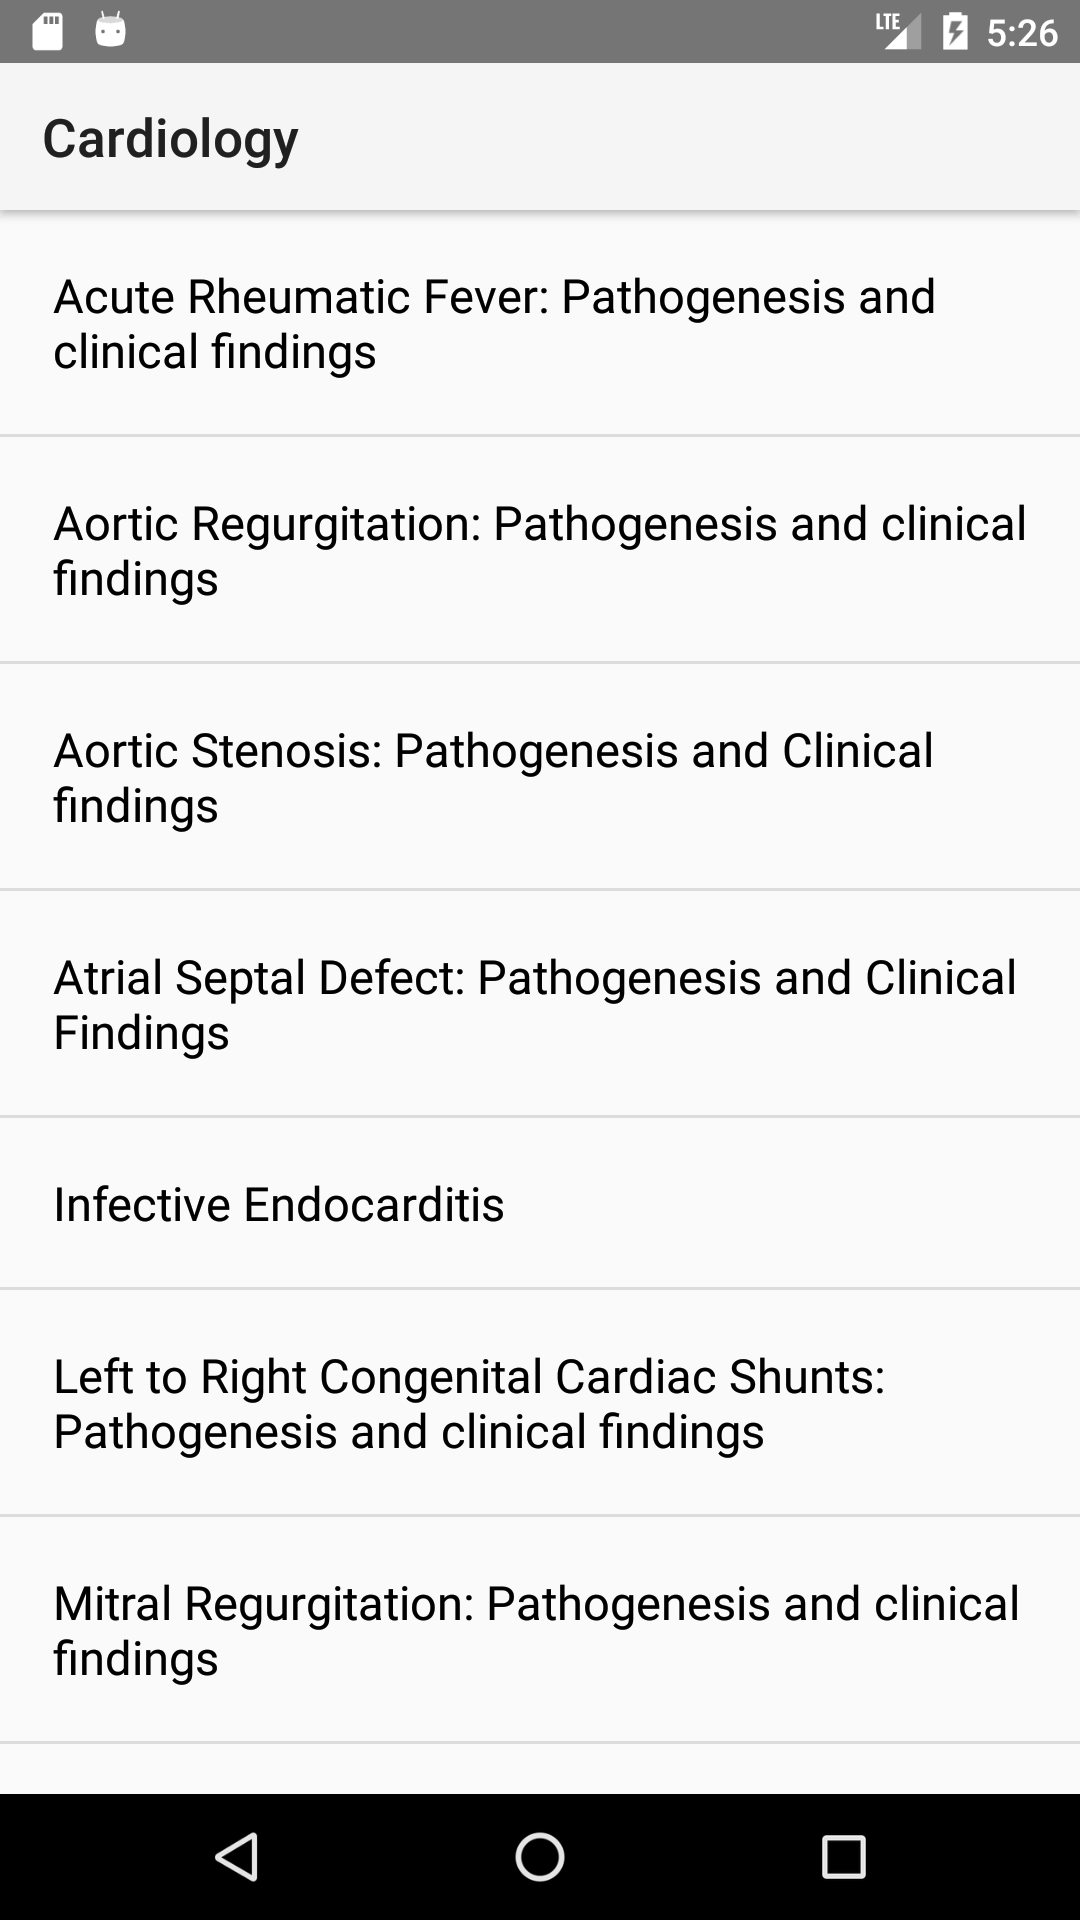 LTE 5:26
Cardiology
Acute Rheumatic Fever: Pathogenesis and
clinical findings
Aortic Regurgitation: Pathogenesis and clinical
findings
Aortic Stenosis: Pathogenesis and Clinical
findings
Atrial Septal Defect: Pathogenesis and Clinical
Findings
Infective Endocarditis
Left to Right Congenital Cardiac Shunts:
Pathogenesis and clinical findings
Mitral Regurgitation: Pathogenesis and clinical
findings